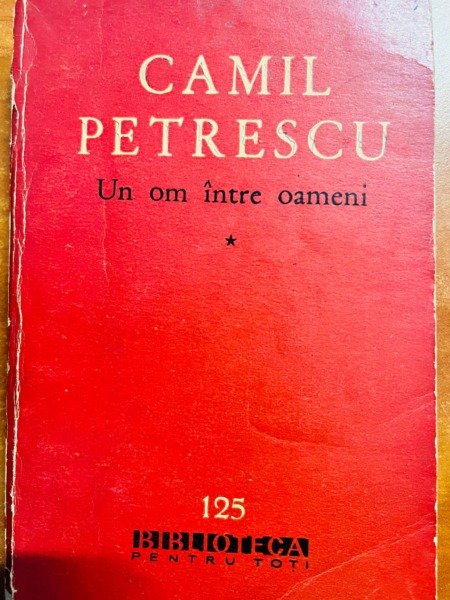 CAMIL
PETRESCU
Un om între oameni
★
125
BIBLIOTECA
PENTRU TOȚI